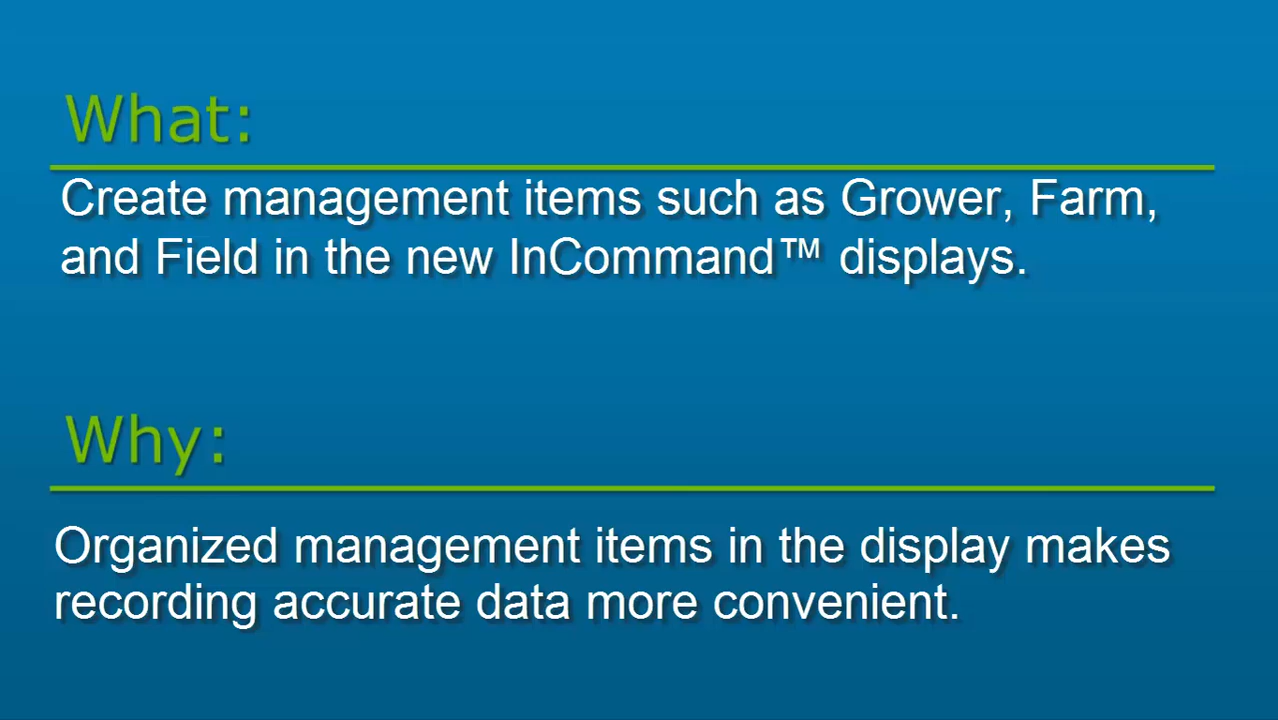 What:
Create management items such as Grower, Farm,
and Field in the new InCommand™ displays.
Why:
Organized management items in the display makes
recording accurate data more convenient.